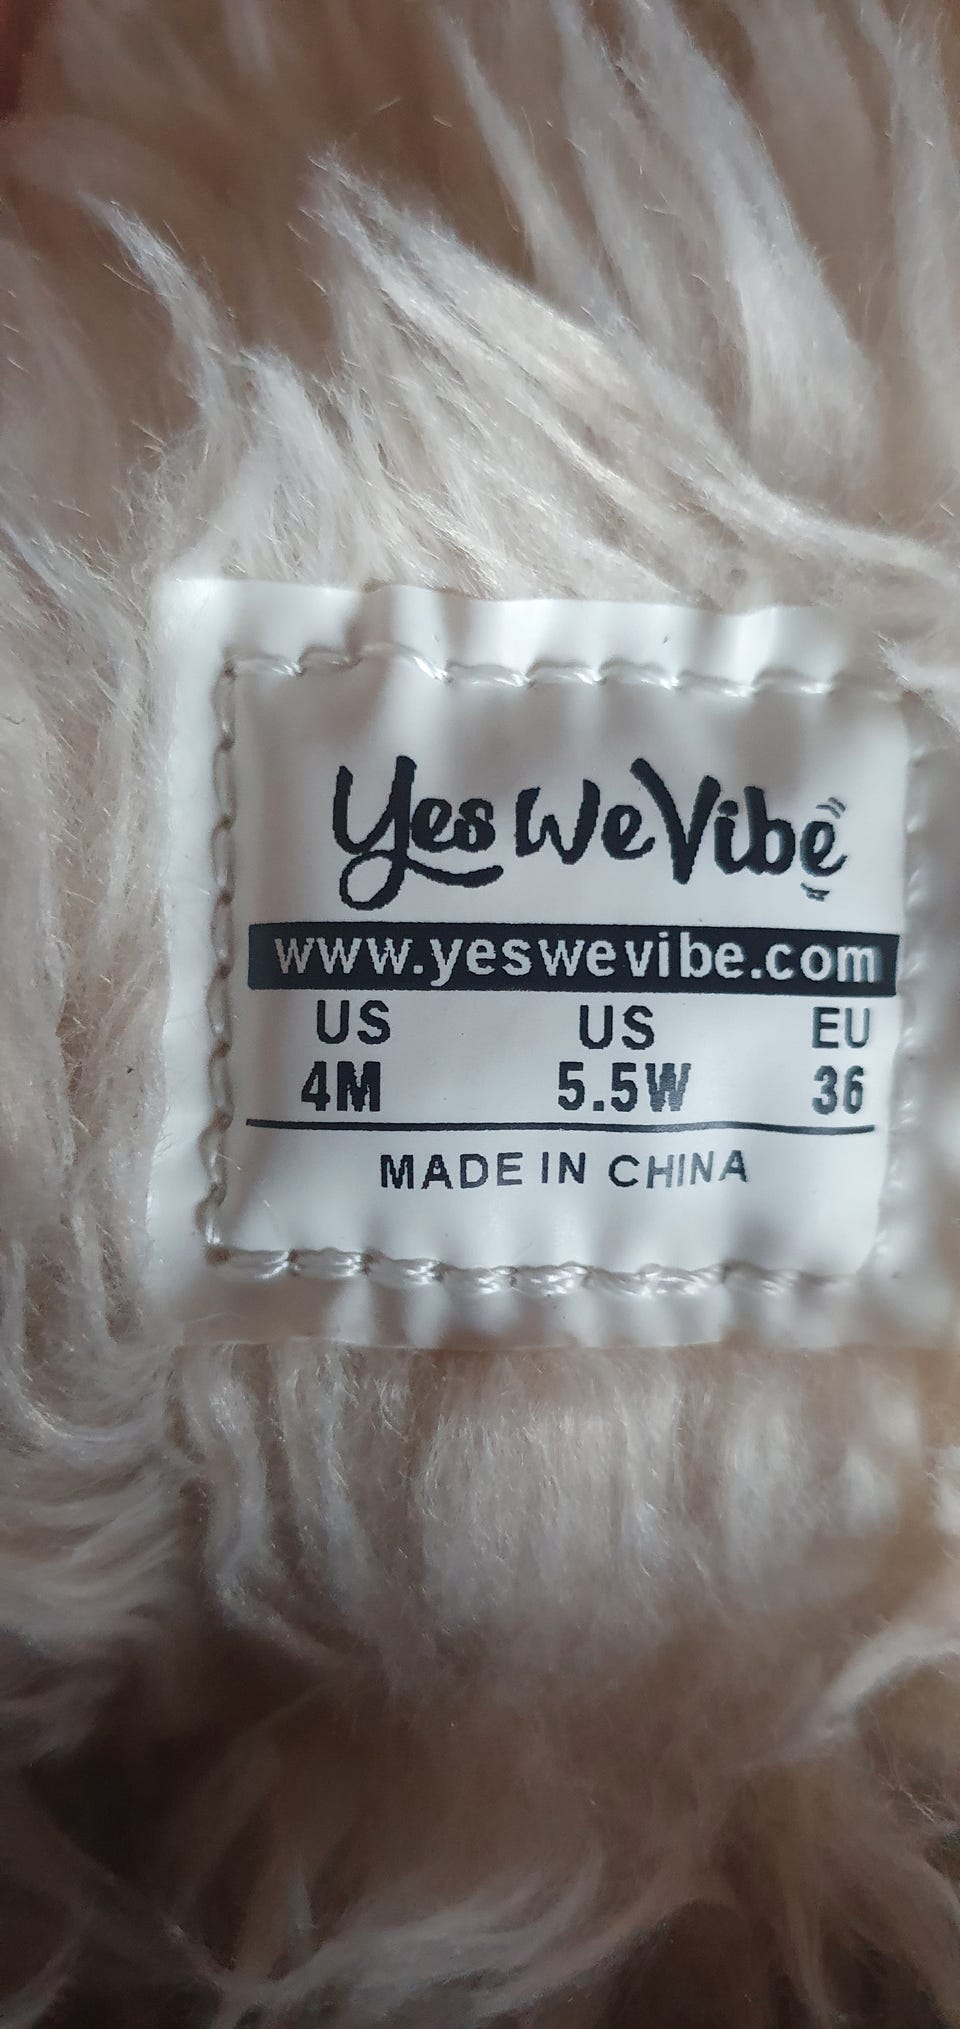 Yes We Vibe
www.yeswevibe.com
US US EU
4M 5.5W 36
MADE IN CHINA